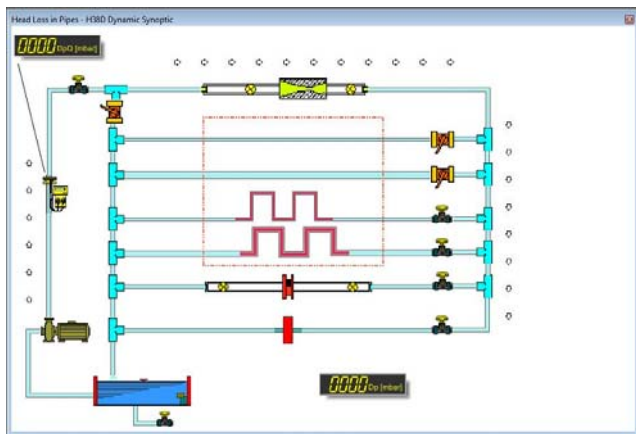 Head Loss in Pipes - H38D Dynamic Synoptic
0000 DpQ [mbar]
0000 Dp [mbar]